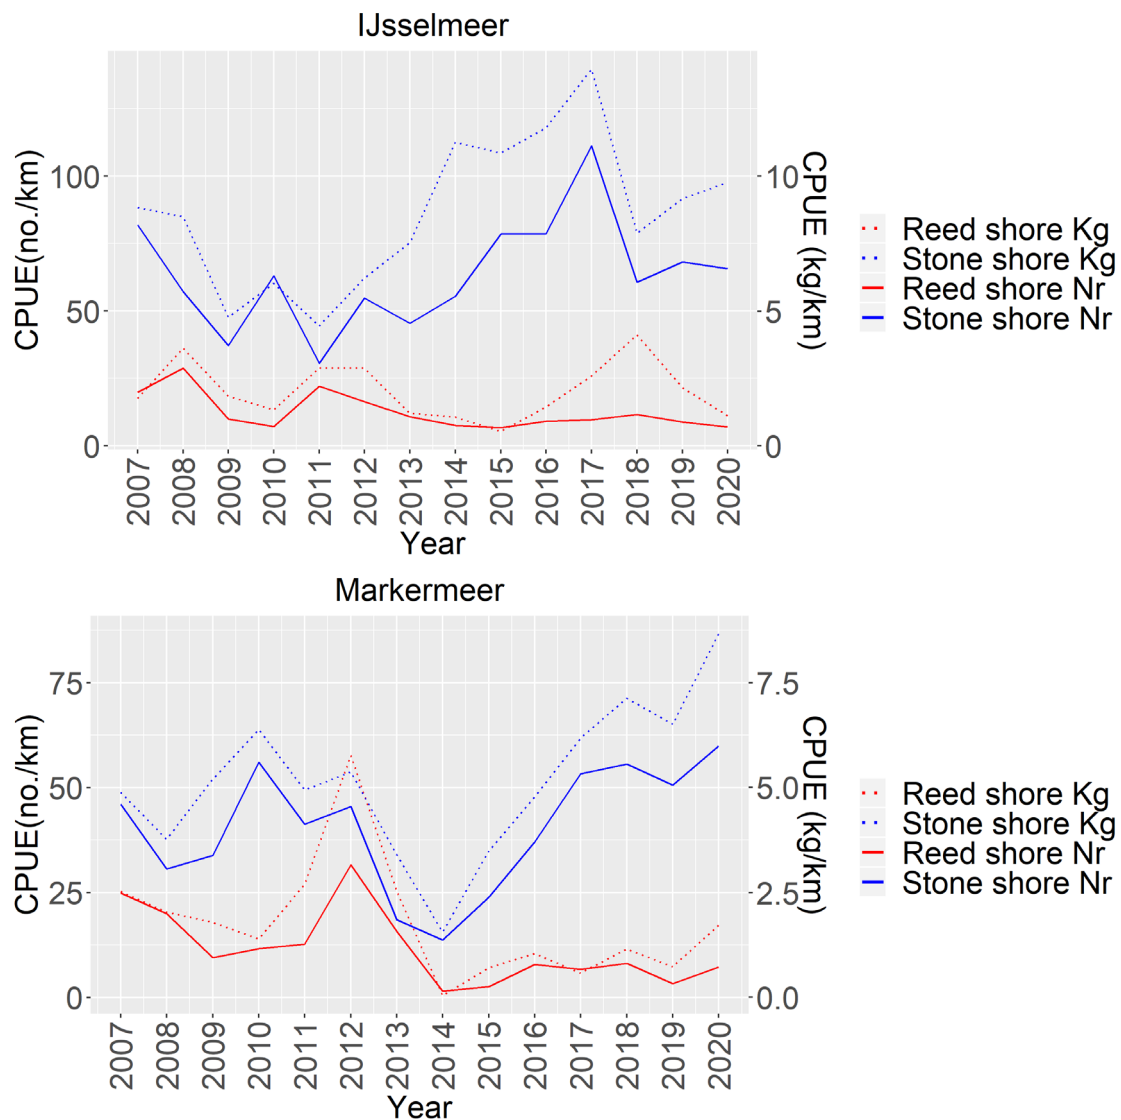 IJsselmeer
CPUE(no./km)
100
50
0
10
5
0
CPUE (kg/km)
2007
2008
2009
2010
2011
2012
2013
2014
2015
2016
2017
2018
2019
2020
Year
Reed shore Kg
Stone shore Kg
Reed shore Nr
Stone shore Nr
Markermeer
CPUE(no./km)
75
50
25
0
7.5
5.0
2.5
0.0
CPUE (kg/km)
2007
2008
2009
2010
2011
2012
2013
2014
2015
2016
2017
2018
2019
2020
Year
Reed shore Kg
Stone shore Kg
Reed shore Nr
Stone shore Nr